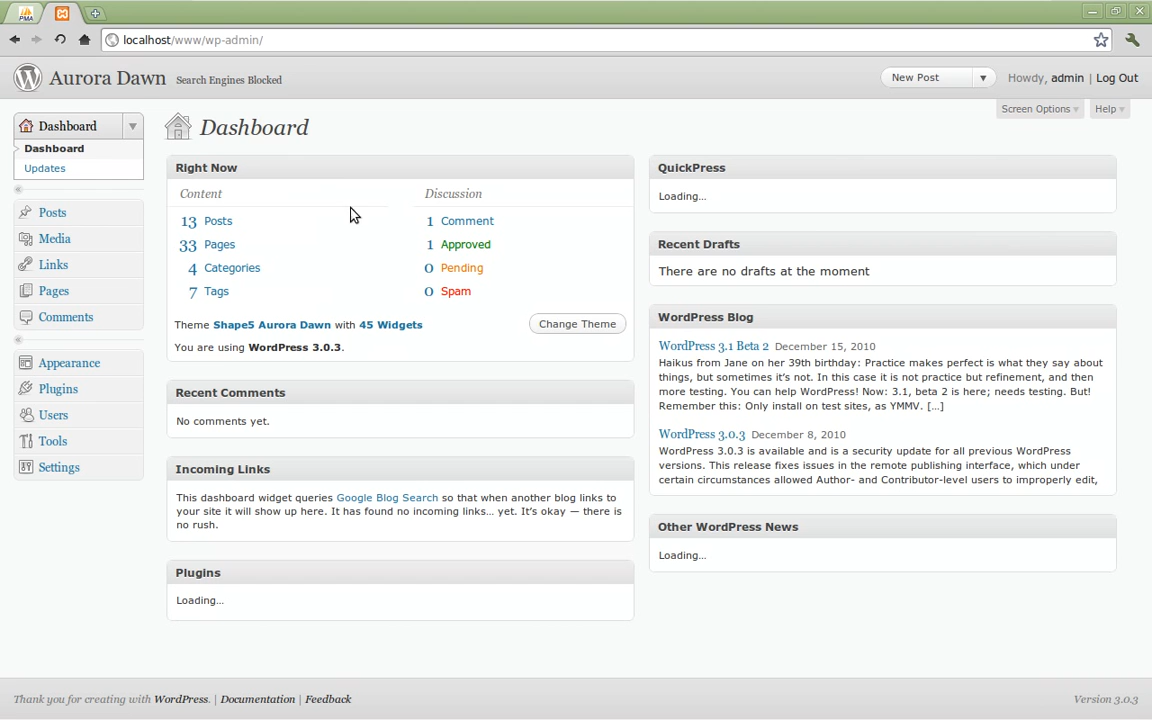 PMA
localhost/www/wp-admin/
Aurora Dawn Search Engines Blocked
New Post
Howdy, admin | Log Out
Screen Options
Help
Dashboard
Dashboard
Updates
Posts
Media
Links
Pages
Comments
Appearance
Plugins
Users
Tools
Settings
Dashboard
Right Now
Content
13 Posts
33 Pages
4 Categories
7 Tags
Discussion
1 Comment
1 Approved
0 Pending
0 Spam
Theme Shape5 Aurora Dawn with 45 Widgets
Change Theme
You are using WordPress 3.0.3.
Recent Comments
No comments yet.
Incoming Links
This dashboard widget queries Google Blog Search so that when another blog links to
your site it will show up here. It has found no incoming links… yet. It's okay — there is
no rush.
Plugins
Loading...
QuickPress
Loading...
Recent Drafts
There are no drafts at the moment
WordPress Blog
WordPress 3.1 Beta 2 December 15, 2010
Haikus from Jane on her 39th birthday: Practice makes perfect is what they say about
things, but sometimes it's not. In this case it is not practice but refinement, and then
more testing. You can help WordPress! Now: 3.1, beta 2 is here; needs testing. But!
Remember this: Only install on test sites, as YMMV. […]
WordPress 3.0.3 December 8, 2010
WordPress 3.0.3 is available and is a security update for all previous WordPress
versions. This release fixes issues in the remote publishing interface, which under
certain circumstances allowed Author- and Contributor-level users to improperly edit,
Other WordPress News
Loading...
Thank you for creating with WordPress. | Documentation | Feedback
Version 3.0.3